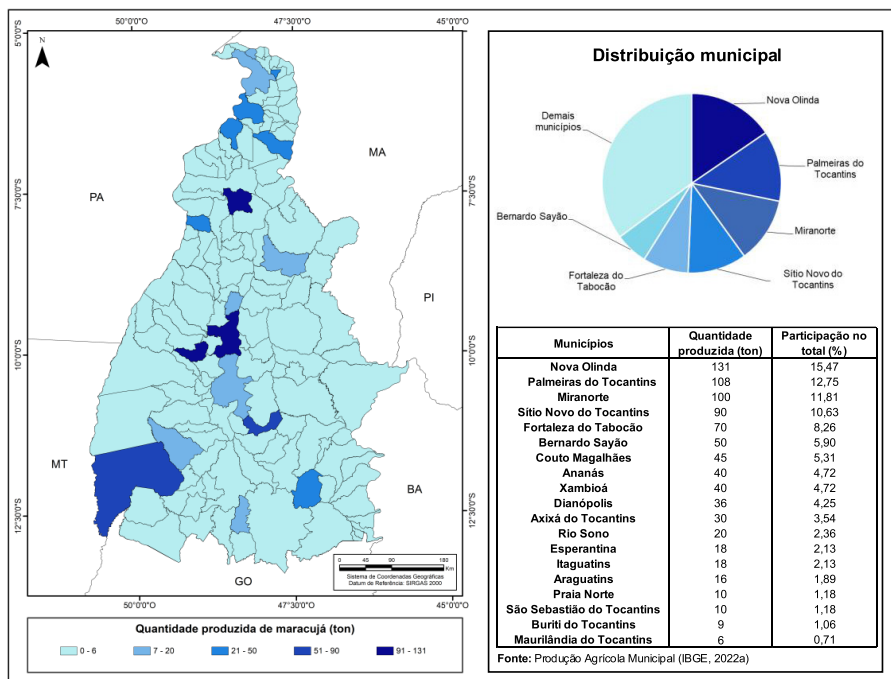 50°0'0"O 47°30'0"O 45°0'0"O
5°0'0"S
N
MA
PA
7°30'0"S
7°30'0"S
PI
10°0'0"S
10°0'0"S
MT
BA
12°30'0"S
12°30'0"S
GO
0 45 90 180
Km
Sistema de Coordenadas Geográficas
Datum de Referência: SIRGAS 2000
50°0'0"O 47°30'0"O 45°0'0"O
Quantidade produzida de maracujá (ton)
0 - 6 7 - 20 21 - 50 51 - 90 91 - 131
Distribuição municipal
Nova Olinda
Demais
municípios
Palmeiras do
Tocantins
Bernardo Sayão
Miranorte
Fortaleza do
Tabocão
Sítio Novo do
Tocantins
Municípios Quantidade produzida (ton) Participação no total (%)
Nova Olinda 131 15,47
Palmeiras do Tocantins 108 12,75
Miranorte 100 11,81
Sítio Novo do Tocantins 90 10,63
Fortaleza do Tabocão 70 8,26
Bernardo Sayão 50 5,90
Couto Magalhães 45 5,31
Ananás 40 4,72
Xambioá 40 4,72
Dianópolis 36 4,25
Axixá do Tocantins 30 3,54
Rio Sono 20 2,36
Esperantina 18 2,13
Itaguatins 18 2,13
Araguatins 16 1,89
Praia Norte 10 1,18
São Sebastião do Tocantins 10 1,18
Buriti do Tocantins 9 1,06
Maurilândia do Tocantins 6 0,71
Fonte: Produção Agrícola Municipal (IBGE, 2022a)